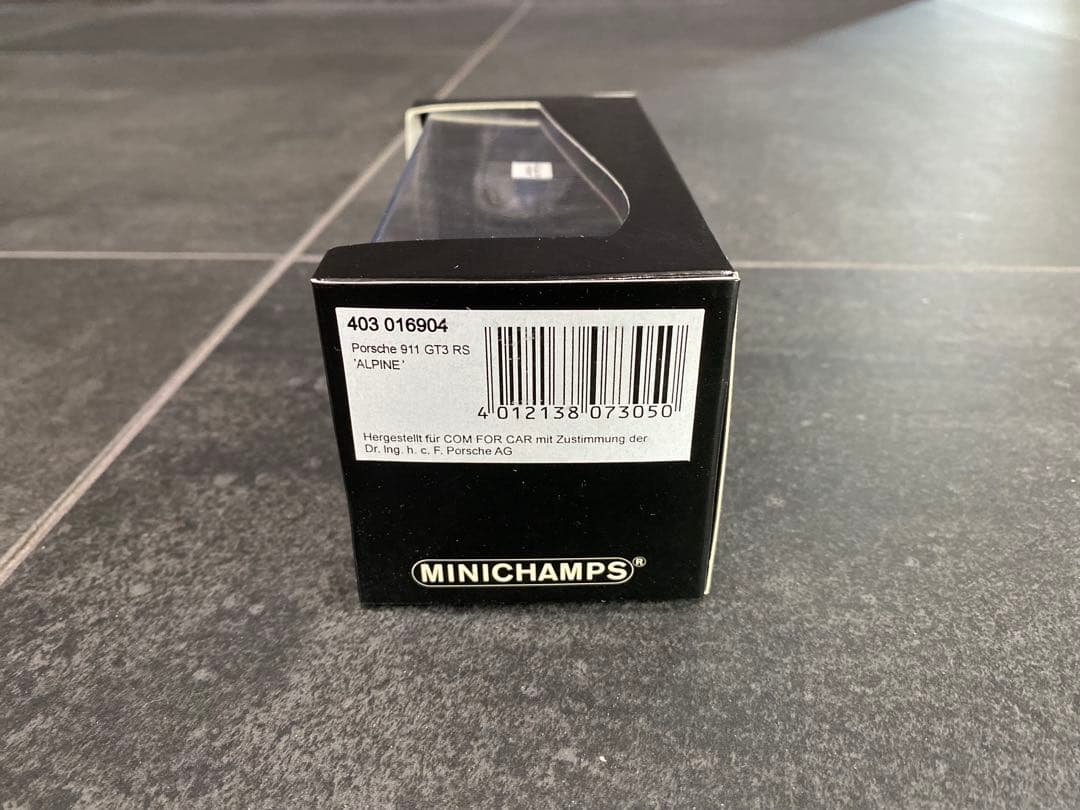 403 016904
Porsche 911 GT3 RS
'ALPINE'
4 012138 073050
Hergestellt für COM FOR CAR mit Zustimmung der
Dr. Ing. h. c. F. Porsche AG
MINICHAMPS®